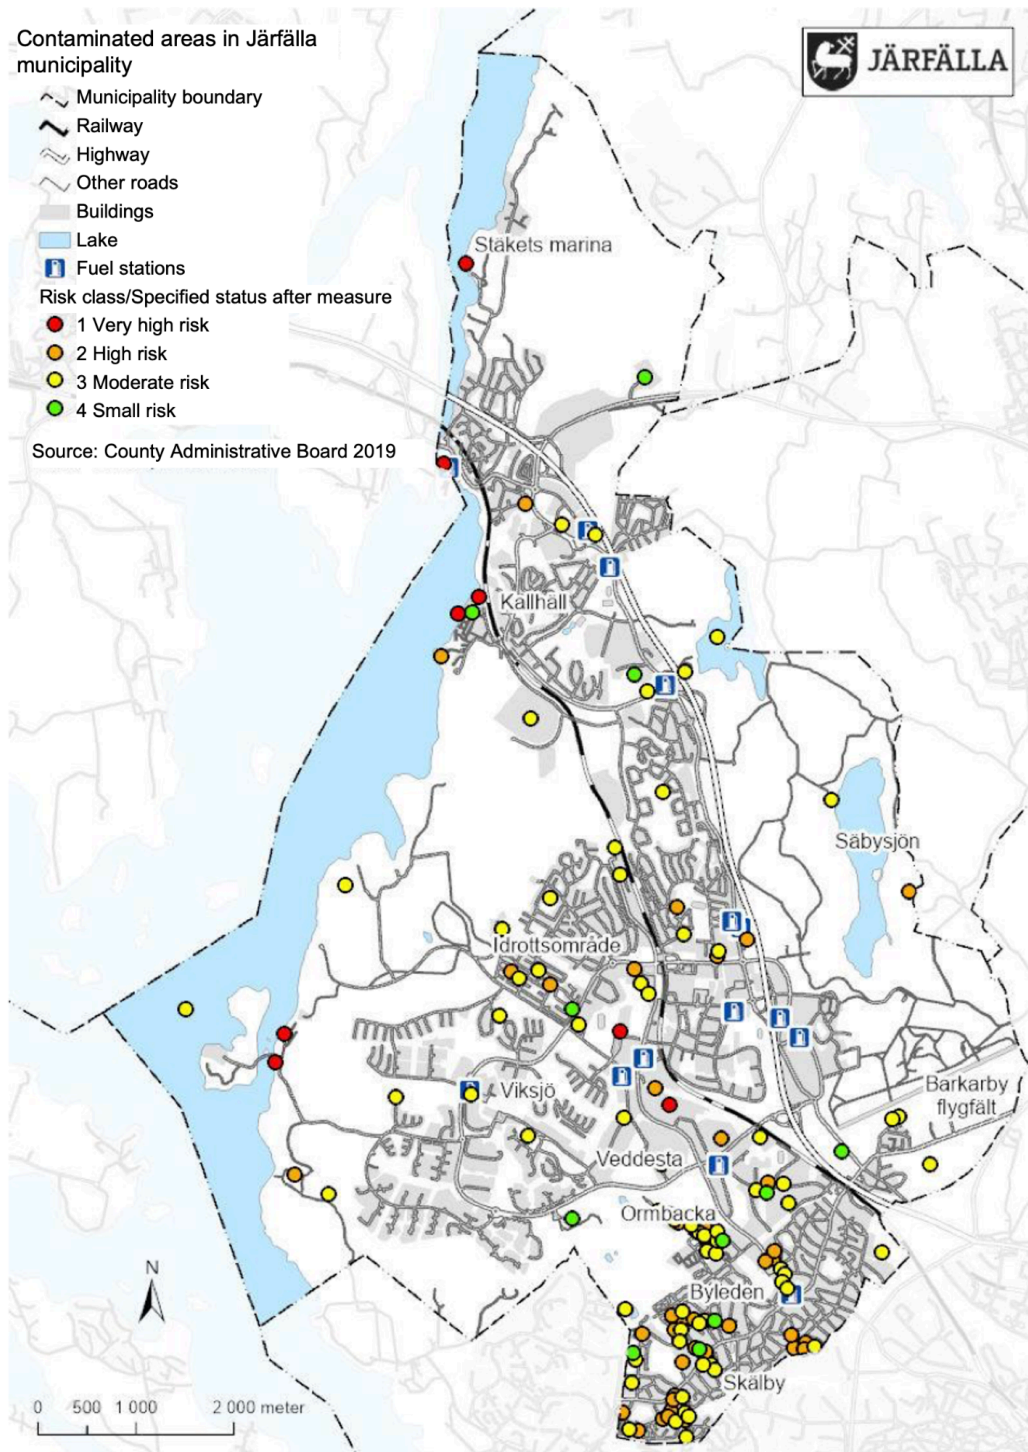 Contaminated areas in Järfälla
municipality
Municipality boundary
Railway
Highway
Other roads
Buildings
Lake
Fuel stations
Risk class/Specified status after measure
1 Very high risk
2 High risk
3 Moderate risk
4 Small risk
Source: County Administrative Board 2019
JÄRFÄLLA
Stäkets marina
Kallhäll
Säbysjön
Idrottsområde
Viksjö
Barkarby
flygfält
Veddesta
Ormbacka
Byleden
Skälby
N
0 500 1 000 2 000 meter